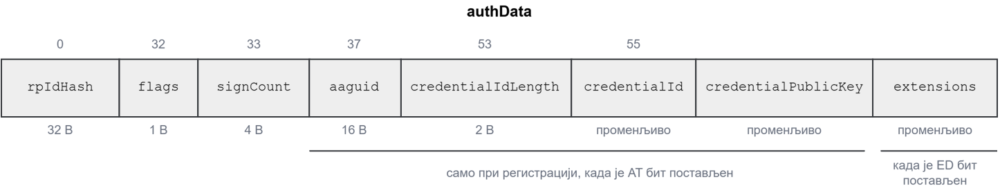 authData
0 32 33 37 53 55
rpIdHash flags signCount aaguid credentialIdLength credentialId credentialPublicKey extensions
32 B 1 B 4 B 16 B 2 B променљиво променљиво променљиво
само при регистрацији, када је AT бит постављен
када је ED бит
постављен